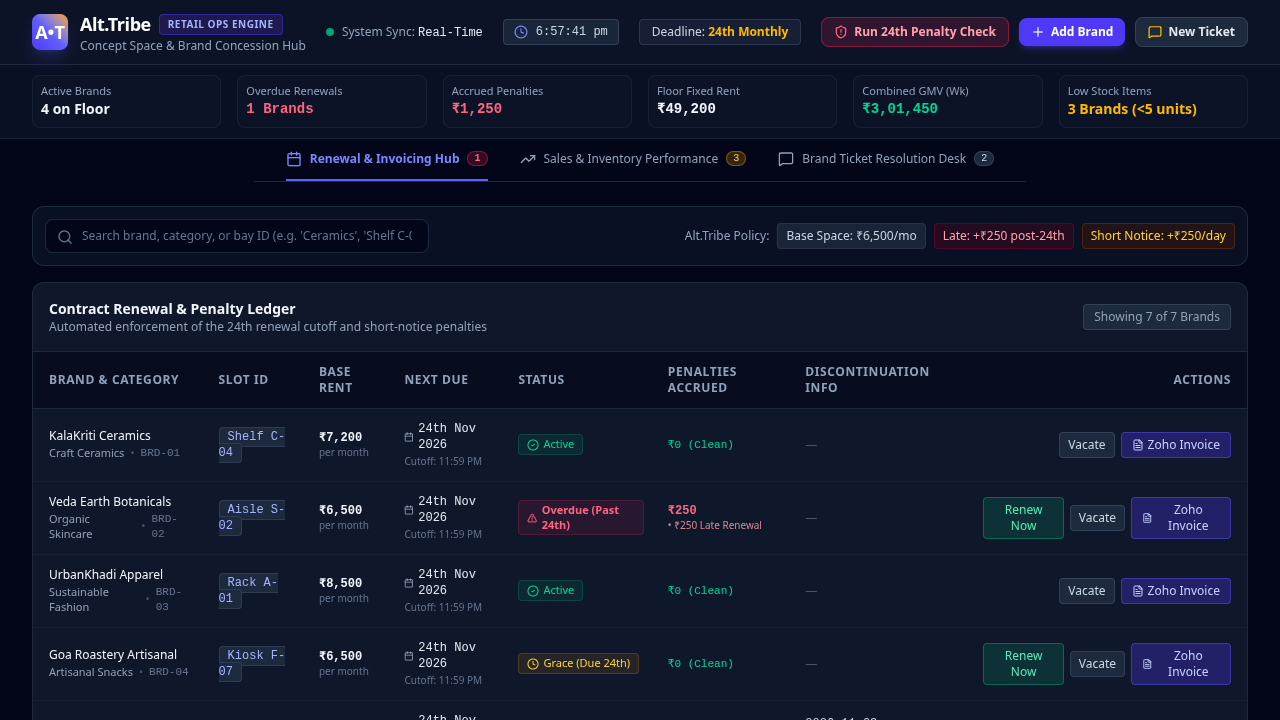 A•T
Alt.Tribe
RETAIL OPS ENGINE
Concept Space & Brand Concession Hub
System Sync: Real-Time
6:57:41 pm
Deadline: 24th Monthly
Run 24th Penalty Check
Add Brand
New Ticket
Active Brands
4 on Floor
Overdue Renewals
1 Brands
Accrued Penalties
₹1,250
Floor Fixed Rent
₹49,200
Combined GMV (Wk)
₹3,01,450
Low Stock Items
3 Brands (<5 units)
Renewal & Invoicing Hub 1
Sales & Inventory Performance 3
Brand Ticket Resolution Desk 2
Search brand, category, or bay ID (e.g. 'Ceramics', 'Shelf C-
Alt.Tribe Policy:
Base Space: ₹6,500/mo
Late: +₹250 post-24th
Short Notice: +₹250/day
Contract Renewal & Penalty Ledger
Automated enforcement of the 24th renewal cutoff and short-notice penalties
Showing 7 of 7 Brands
BRAND & CATEGORY
SLOT ID
BASE
RENT
NEXT DUE
STATUS
PENALTIES
ACCRUED
DISCONTINUATION
INFO
ACTIONS
KalaKriti Ceramics
Craft Ceramics • BRD-01
Shelf C-
04
₹7,200
per month
24th Nov
2026
Cutoff: 11:59 PM
Active
₹0 (Clean)
—
Vacate
Zoho Invoice
Veda Earth Botanicals
Organic
Skincare
•
BRD-
02
Aisle S-
02
₹6,500
per month
24th Nov
2026
Cutoff: 11:59 PM
Overdue (Past
24th)
₹250
• ₹250 Late Renewal
—
Renew
Now
Vacate
Zoho
Invoice
UrbanKhadi Apparel
Sustainable
Fashion
•
BRD-
03
Rack A-
01
₹8,500
per month
24th Nov
2026
Cutoff: 11:59 PM
Active
₹0 (Clean)
—
Vacate
Zoho Invoice
Goa Roastery Artisanal
Artisanal Snacks • BRD-04
Kiosk F-
07
₹6,500
per month
24th Nov
2026
Cutoff: 11:59 PM
Grace (Due 24th)
₹0 (Clean)
—
Renew
Now
Vacate
Zoho
Invoice
24th Nov